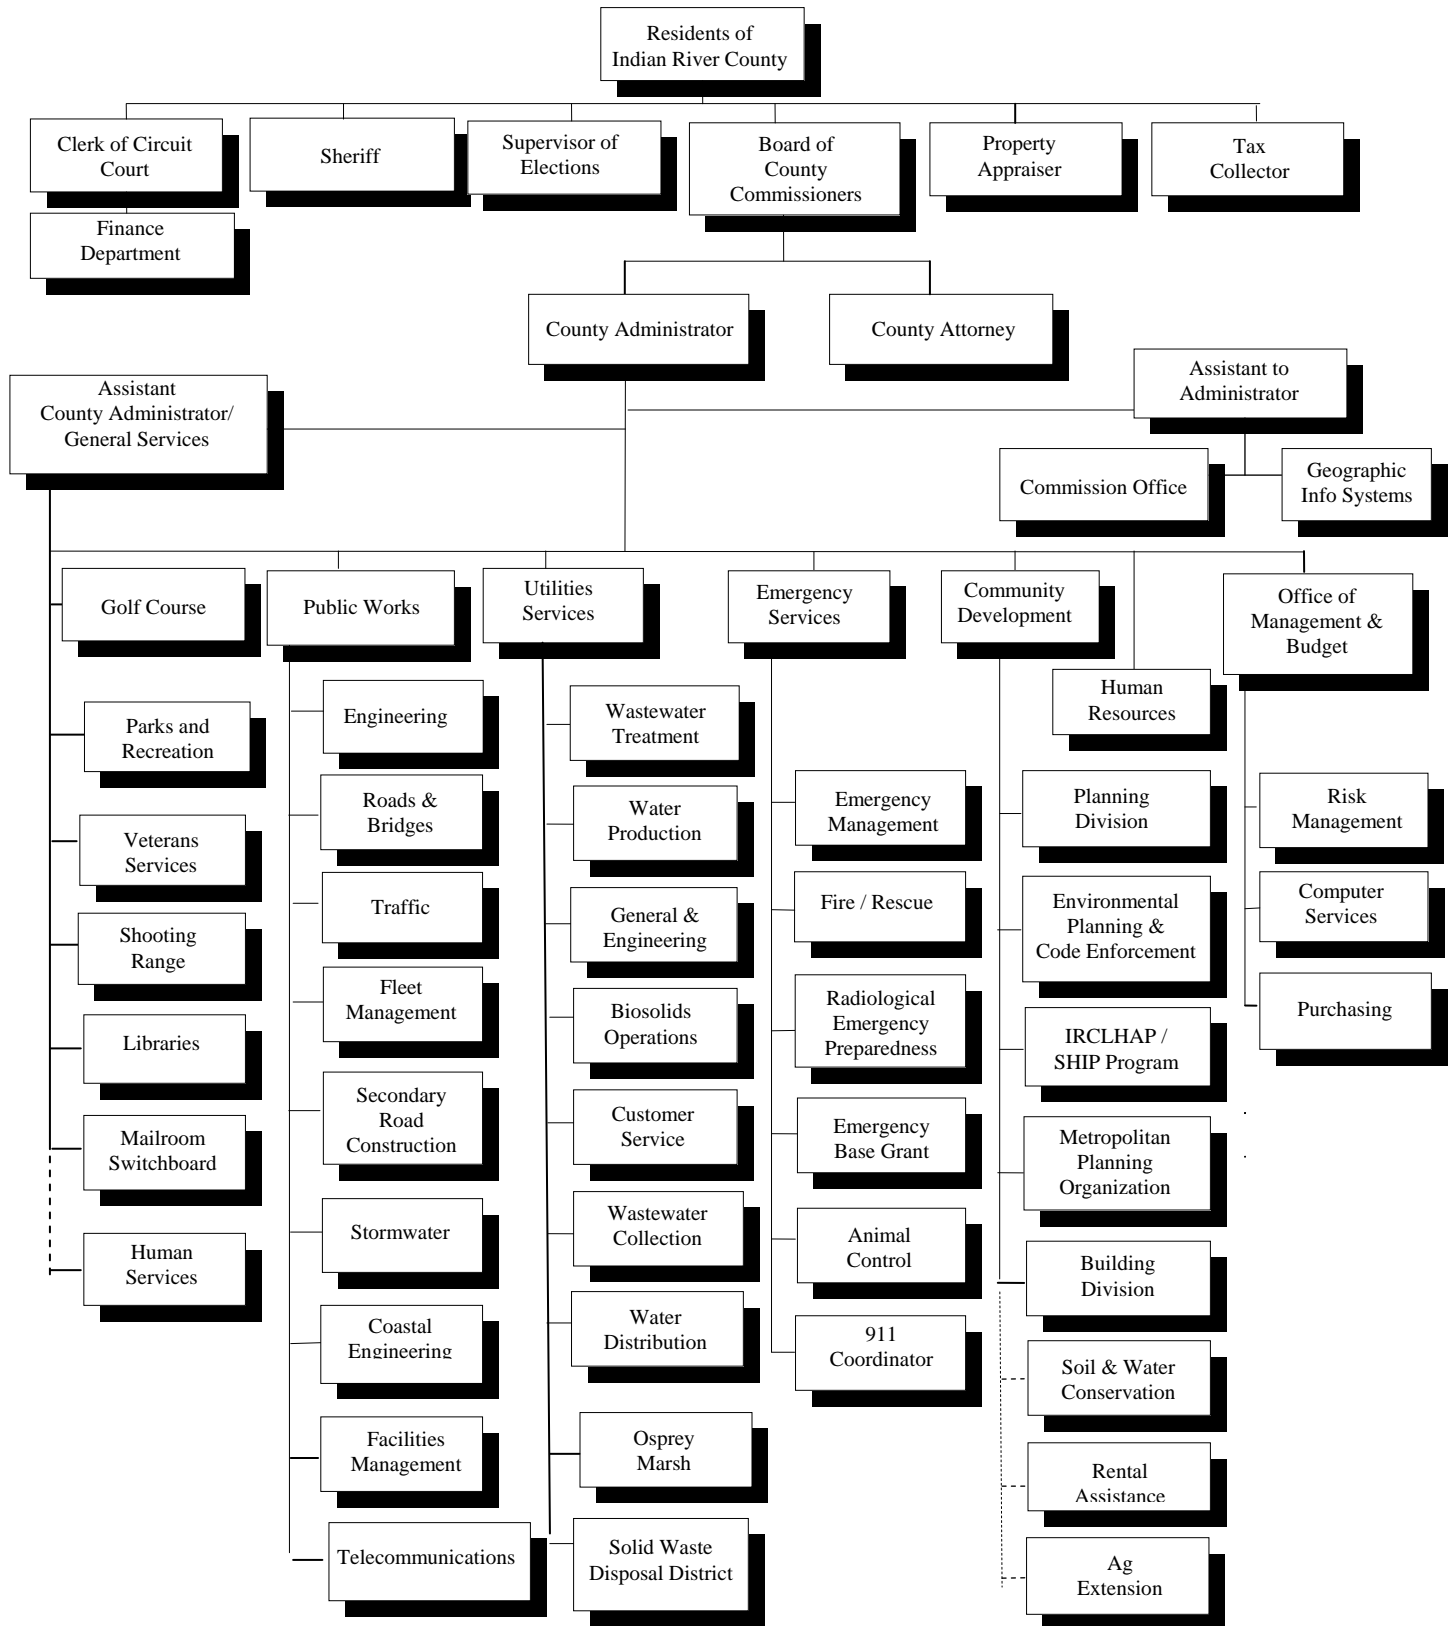 Residents of
Indian River County
Clerk of Circuit
Court
Sheriff
Supervisor of
Elections
Board of
County
Commissioners
Property
Appraiser
Tax
Collector
Finance
Department
County Administrator
County Attorney
Assistant
County Administrator/
General Services
Assistant to
Administrator
Commission Office
Geographic
Info Systems
Golf Course
Public Works
Utilities
Services
Emergency
Services
Community
Development
Office of
Management &
Budget
Human
Resources
Parks and
Recreation
Veterans
Services
Shooting
Range
Libraries
Mailroom
Switchboard
Human
Services
Engineering
Roads &
Bridges
Traffic
Fleet
Management
Secondary
Road
Construction
Stormwater
Coastal
Engineering
Facilities
Management
Telecommunications
Wastewater
Treatment
Water
Production
General &
Engineering
Biosolids
Operations
Customer
Service
Wastewater
Collection
Water
Distribution
Osprey
Marsh
Solid Waste
Disposal District
Emergency
Management
Fire / Rescue
Radiological
Emergency
Preparedness
Emergency
Base Grant
Animal
Control
911
Coordinator
Planning
Division
Environmental
Planning &
Code Enforcement
IRCLHAP /
SHIP Program
Metropolitan
Planning
Organization
Building
Division
Soil & Water
Conservation
Rental
Assistance
Ag
Extension
Risk
Management
Computer
Services
Purchasing